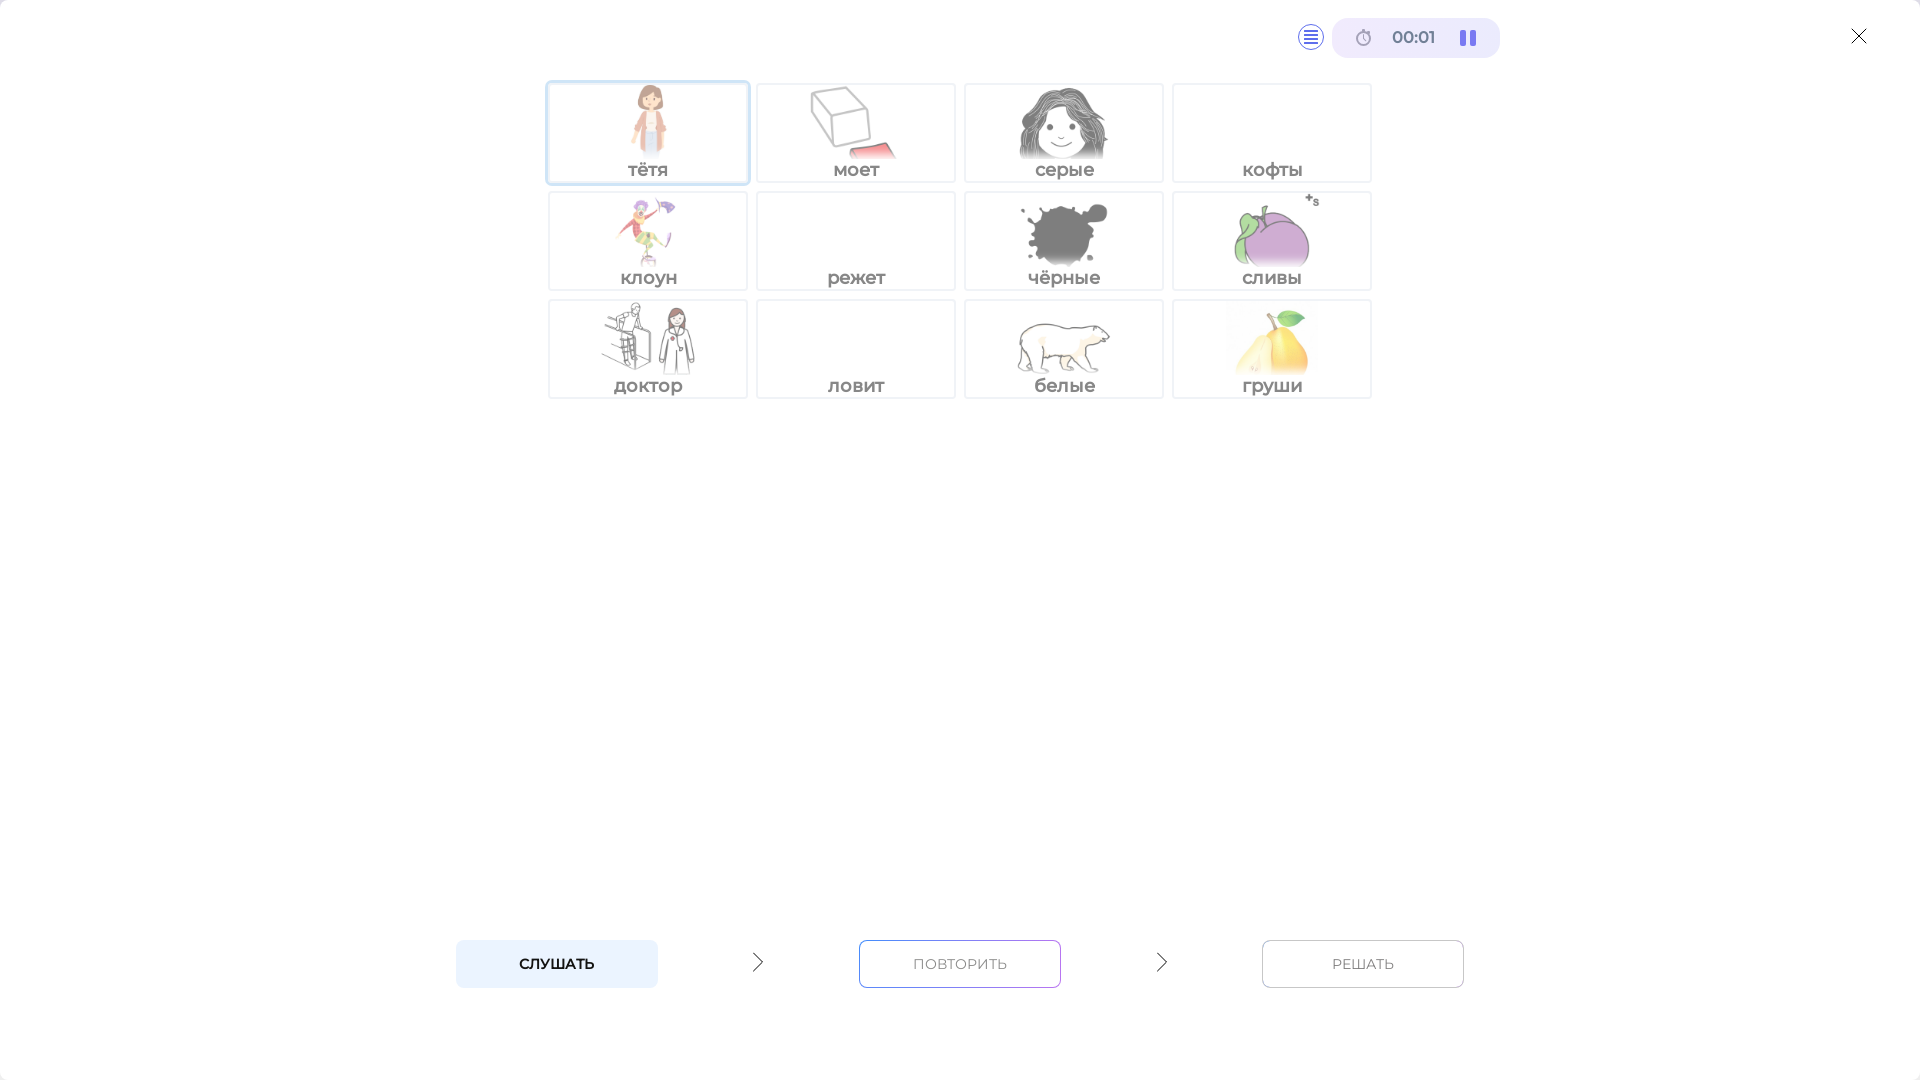 00:01
тётя моет серые кофты
+s
клоун режет чёрные сливы
доктор ловит белые груши
СЛУШАТЬ ПОВТОРИТЬ РЕШАТЬ